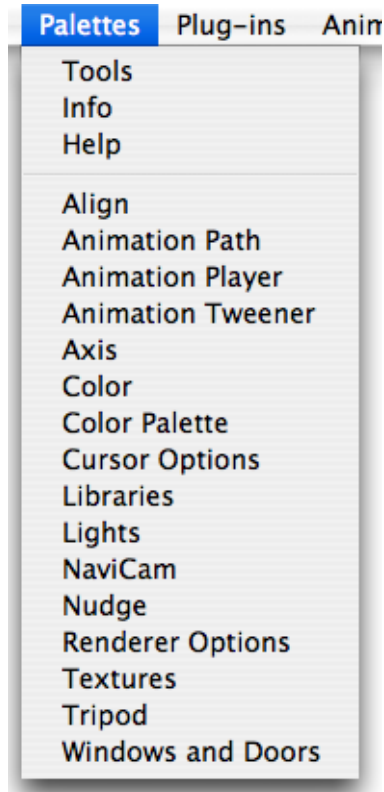 Palettes Plug-ins Anim
Tools
Info
Help
Align
Animation Path
Animation Player
Animation Tweener
Axis
Color
Color Palette
Cursor Options
Libraries
Lights
NaviCam
Nudge
Renderer Options
Textures
Tripod
Windows and Doors